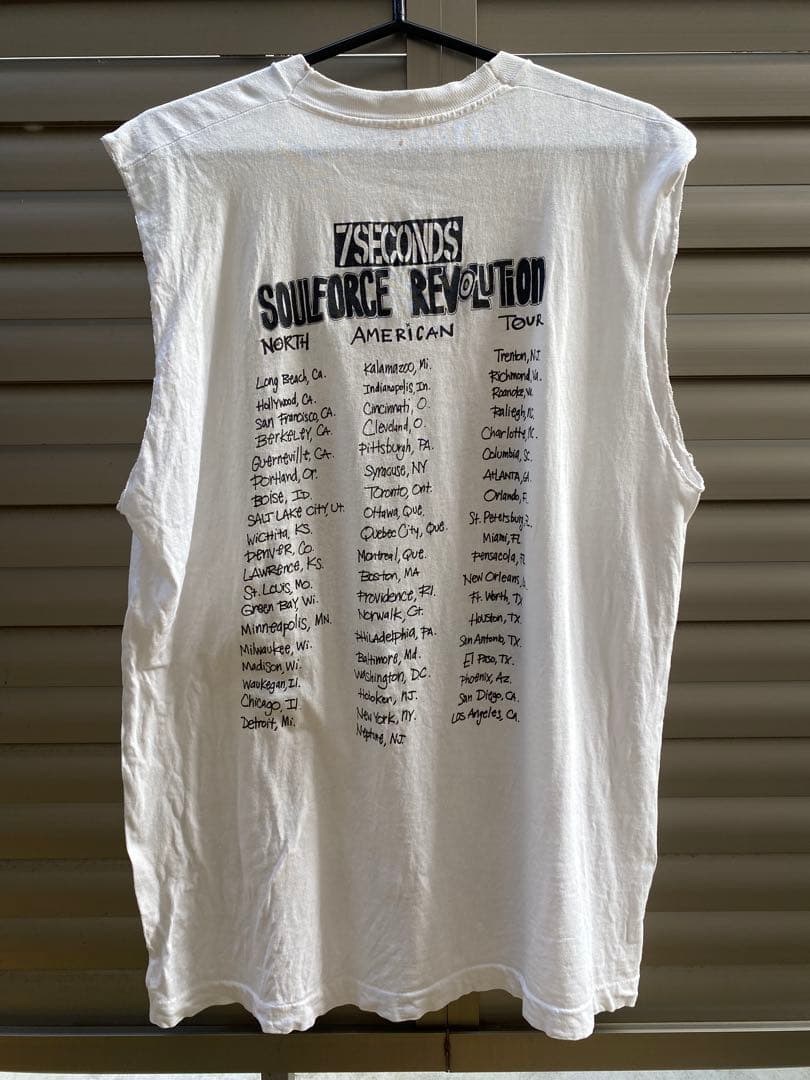 7SECONDS
SOULFORCE REVOLUTION
NORTH AMERICAN TOUR
Long Beach, CA.
Hollywood, CA.
San Francisco, CA.
Berkeley, CA.
Guerneville, CA.
Portland, Or.
Boise, ID.
SALT LAKE CITY, Ut.
Wichita, KS.
Denver, Co.
LAWRENCE, Ks.
St. Louis, Mo.
Green Bay, Wi.
Minneapolis, MN.
Milwaukee, Wi.
Madison, Wi.
Waukegan, Il.
Chicago, Il.
Detroit, Mi.
Kalamazoo, Mi.
Indianapolis, In.
Cincinnati, O.
Cleveland, O.
Pittsburgh, PA.
Syracuse, NY
Toronto, Ont.
Ottawa, Que.
Quebec City, Que.
Montreal, Que.
Boston, MA
Providence, RI.
Norwalk, Ct.
PHiLAdelphia, PA.
Baltimore, Md.
Washington, DC.
Hoboken, NJ.
New York, NY.
Neptune, NJ.
Trenton, NJ
Richmond, Va.
Roanoke, VA.
Raliegh, NC.
Charlotte, NC.
Columbia, SC.
ATLANTA, GA.
Orlando, F
St. Petersburg, FL.
Miami, FL
Pensacola, FL
New Orleans,
Ft. Worth, TX
Houston, TX.
San Antonio, TX.
El Paso, TX.
Phoenix, Az.
San Diego, CA.
Los Angeles, CA.